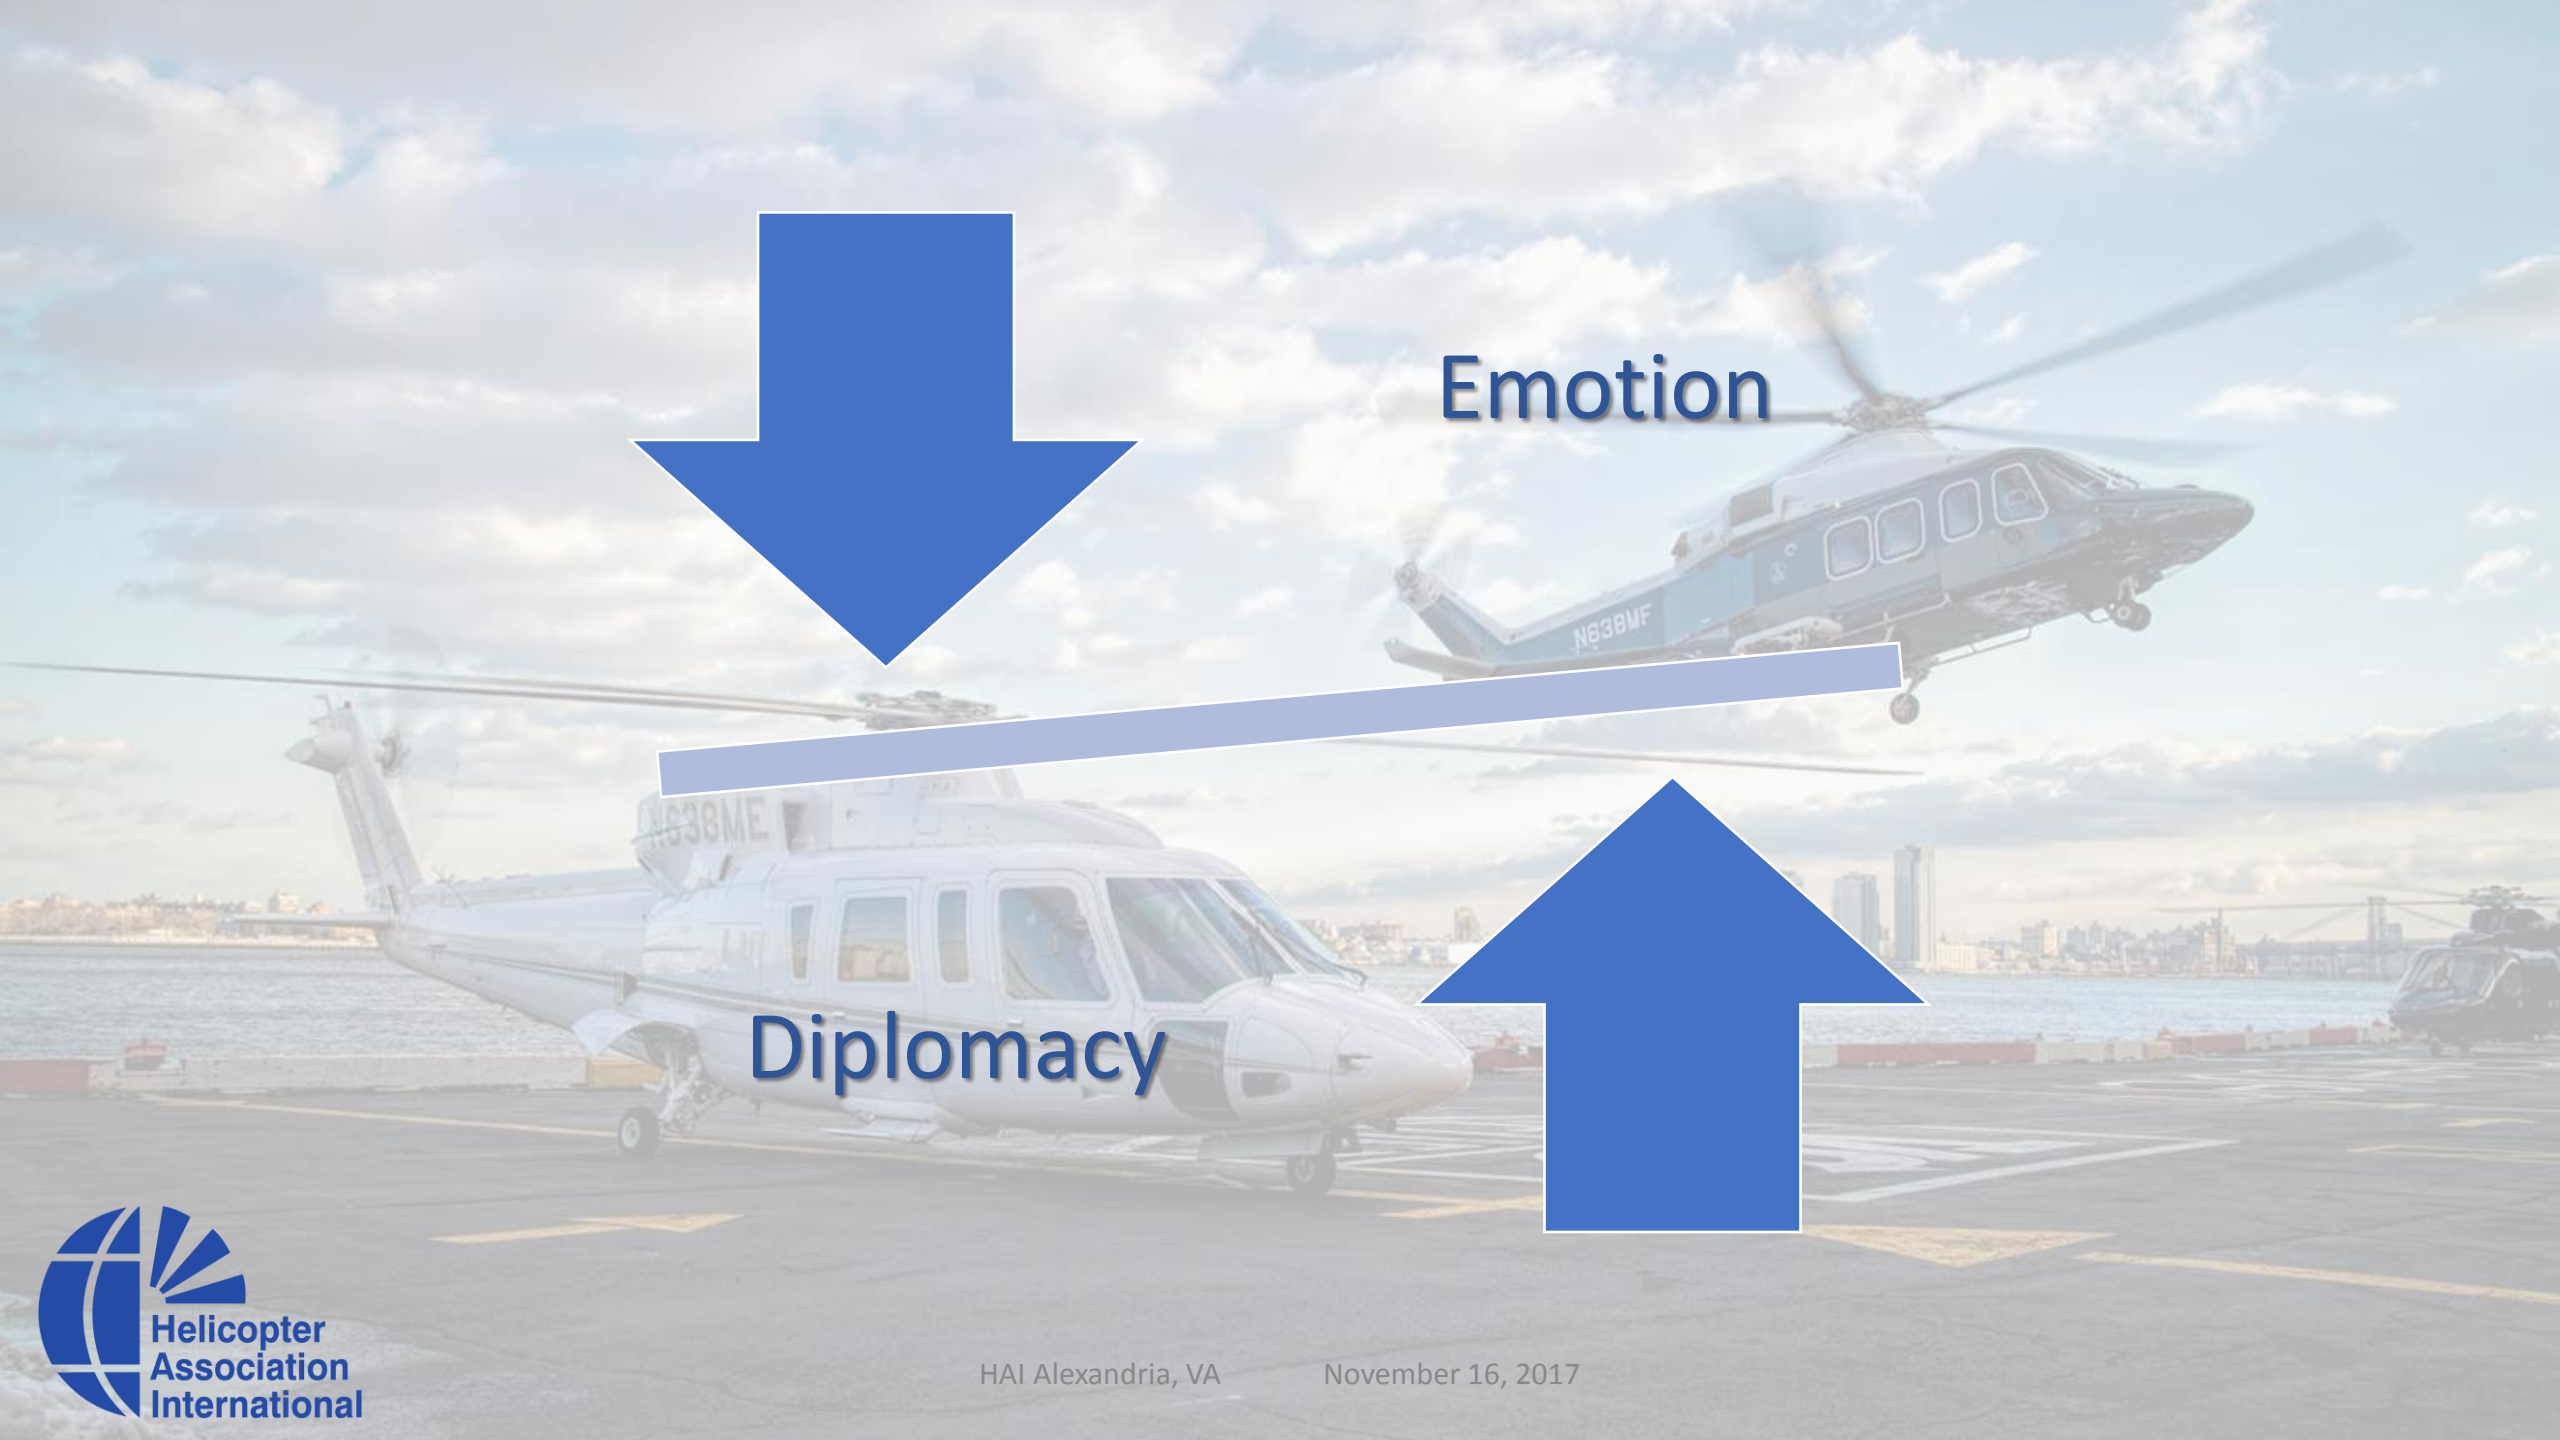 Emotion
N638MF
N638ME
Diplomacy
Helicopter
Association
International
HAI Alexandria, VA November 16, 2017